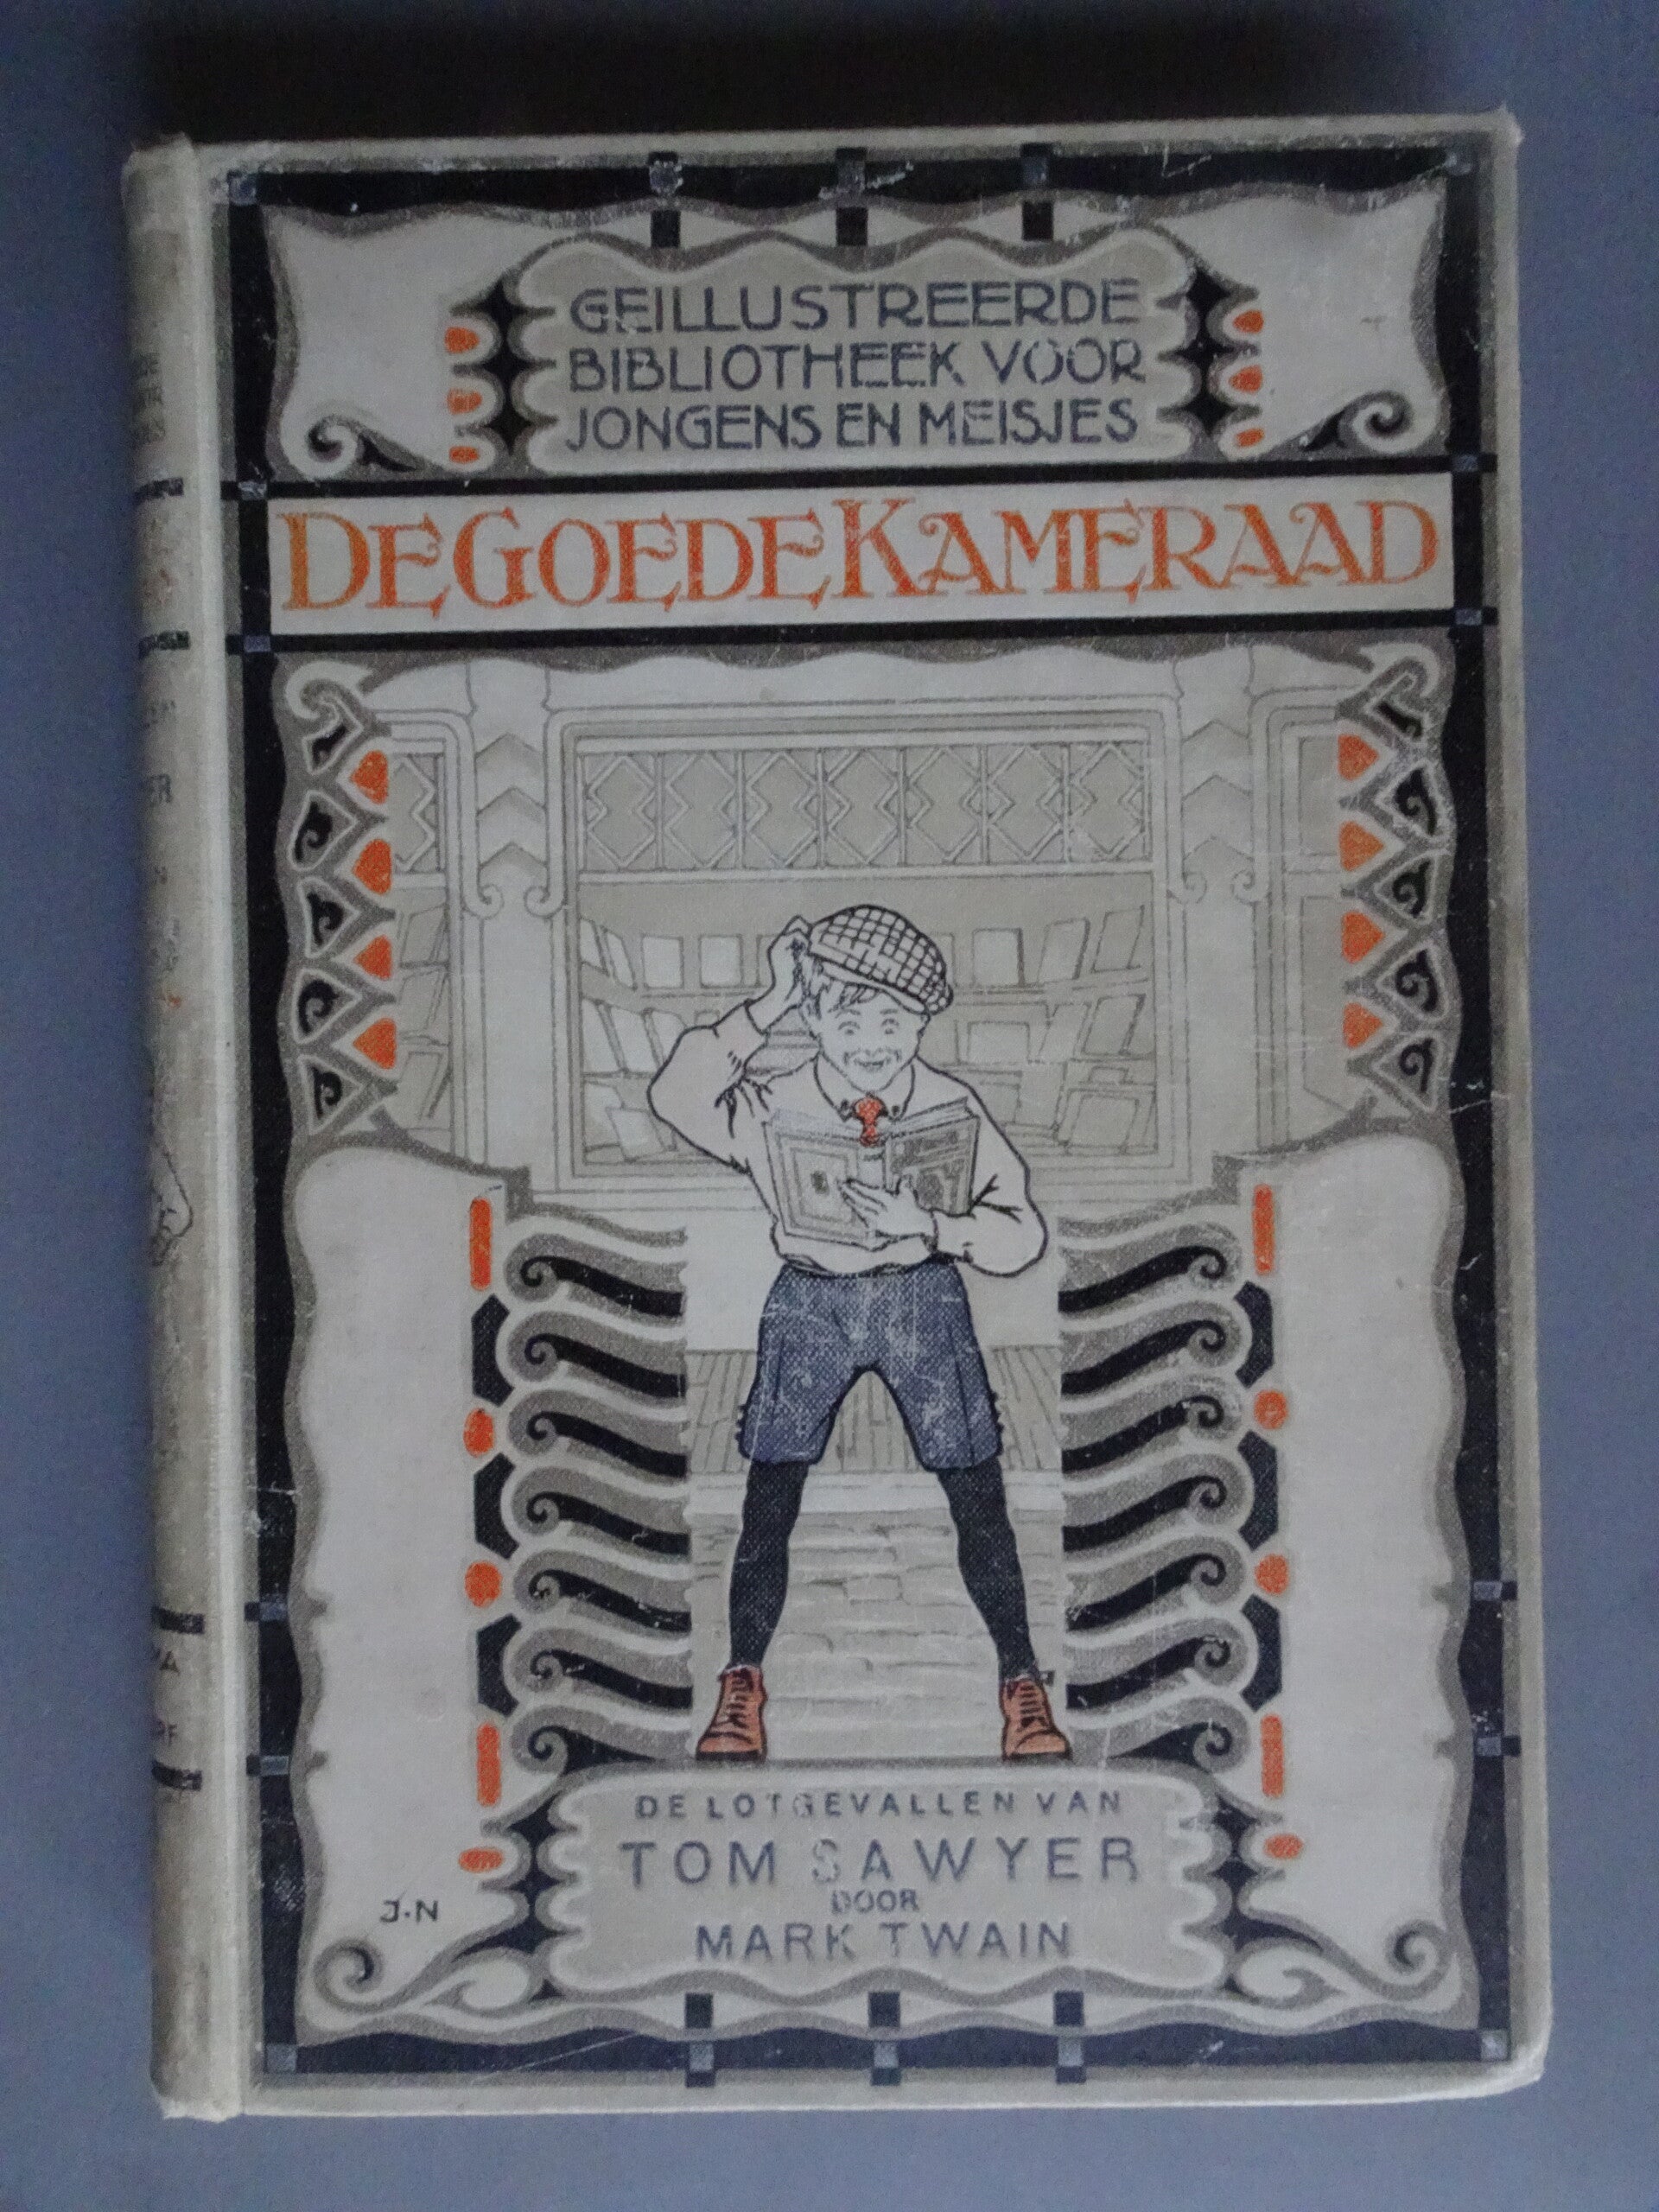 GEILLUSTREERDE
BIBLIOTHEEK VOOR
JONGENS EN MEISJES
DE GOEDE KAMERAAD
DE LOTGEVALLEN VAN
TOM SAWYER
DOOR
MARK TWAIN
J.N